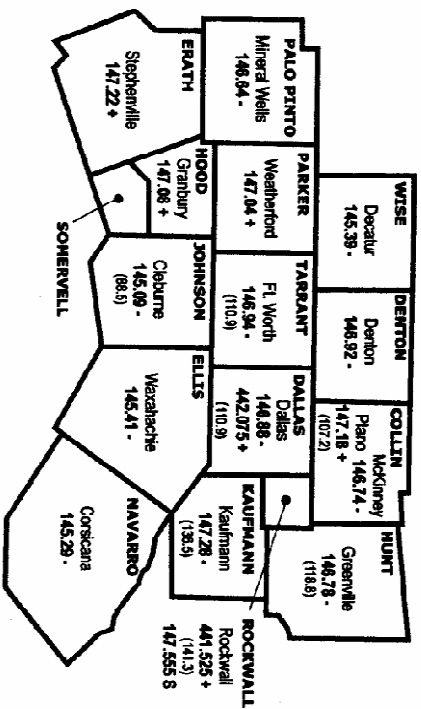 WISE
Decatur
145.39 -
DENTON
Denton
146.92 -
COLLIN
McKinney
146.74 -
Plano
147.18 +
(107.2)
HUNT
Greenville
146.78 -
(118.8)
PALO PINTO
Mineral Wells
146.64 -
PARKER
Weatherford
147.04 +
TARRANT
Ft. Worth
146.94 -
(110.9)
DALLAS
Dallas
146.88 -
442.075 +
(110.9)
ROCKWALL
Rockwall
441.525 +
(141.3)
147.555 S
ERATH
Stephenville
147.22 +
HOOD
Granbury
147.08 +
SOMERVELL
JOHNSON
Cleburne
145.09 -
(88.5)
ELLIS
Waxahachie
145.41 -
KAUFMANN
Kaufmann
147.28 -
(136.5)
NAVARRO
Corsicana
145.29 -